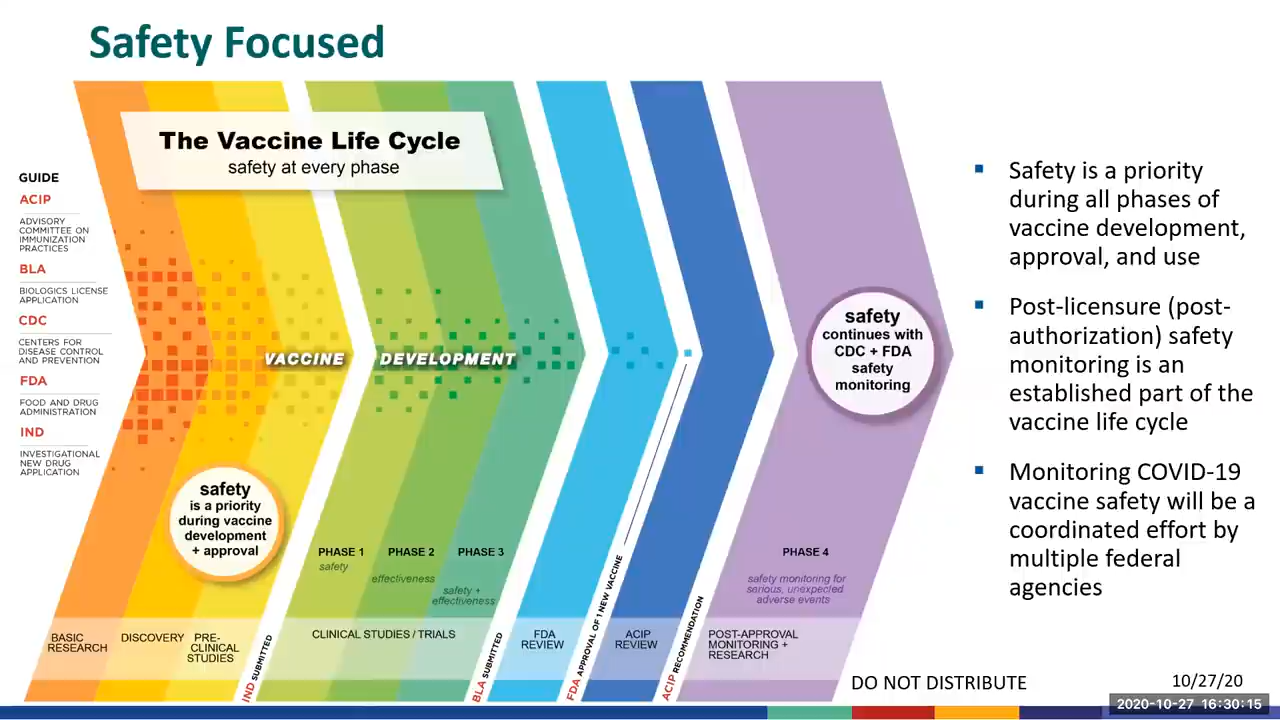 Safety Focused
The Vaccine Life Cycle
safety at every phase
GUIDE
ACIP
ADVISORY
COMMITTEE ON
IMMUNIZATION
PRACTICES
BLA
BIOLOGICS LICENSE
APPLICATION
CDC
CENTERS FOR
DISEASE CONTROL
AND PREVENTION
FDA
FOOD AND DRUG
ADMINISTRATION
IND
INVESTIGATIONAL
NEW DRUG
APPLICATION
VACCINE DEVELOPMENT
safety
is a priority
during vaccine
development
+ approval
safety
continues with
CDC + FDA
safety
monitoring
PHASE 1
safety
PHASE 2
effectiveness
PHASE 3
safety +
effectiveness
PHASE 4
safety monitoring for
serious, unexpected
adverse events
BASIC
RESEARCH
DISCOVERY
PRE-
CLINICAL
STUDIES
IND SUBMITTED
CLINICAL STUDIES / TRIALS
BLA SUBMITTED
FDA
REVIEW
FDA APPROVAL OF 1 NEW VACCINE
ACIP
REVIEW
ACIP RECOMMENDATION
POST-APPROVAL
MONITORING +
RESEARCH
Safety is a priority
during all phases of
vaccine development,
approval, and use
Post-licensure (post-
authorization) safety
monitoring is an
established part of the
vaccine life cycle
Monitoring COVID-19
vaccine safety will be a
coordinated effort by
multiple federal
agencies
DO NOT DISTRIBUTE
10/27/20
2020-10-27 16:30:15